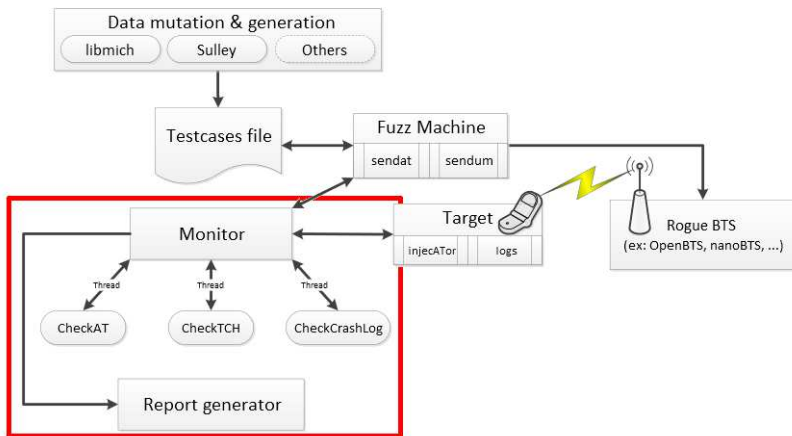 Data mutation & generation
libmich
Sulley
Others
Testcases file
Fuzz Machine
sendat
sendum
Monitor
Target
injecATor
logs
Rogue BTS
(ex: OpenBTS, nanoBTS, ...)
Thread
Thread
Thread
CheckAT
CheckTCH
CheckCrashLog
Report generator